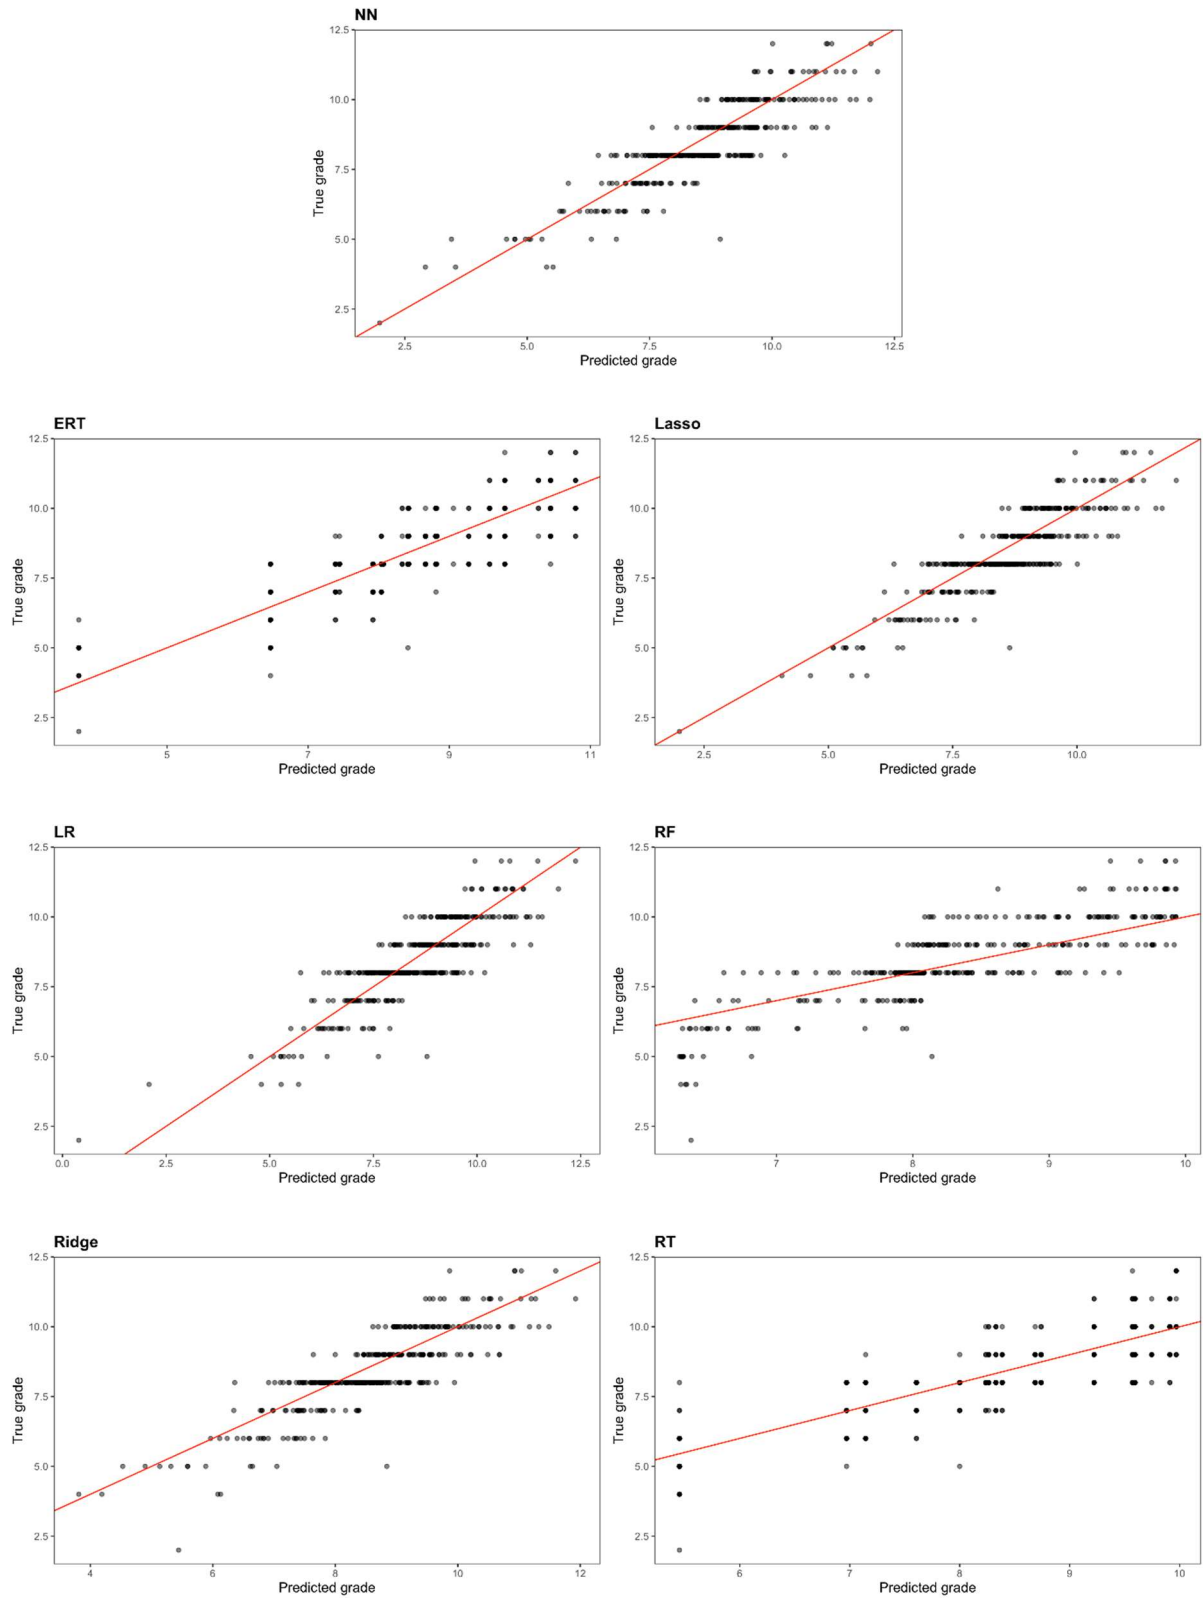 NN
12.5
10.0
7.5
5.0
2.5
True grade
2.5 5.0 7.5 10.0 12.5
Predicted grade
ERT
12.5
10.0
7.5
5.0
2.5
True grade
5 7 9 11
Predicted grade
Lasso
12.5
10.0
7.5
5.0
2.5
True grade
2.5 5.0 7.5 10.0
Predicted grade
LR
12.5
10.0
7.5
5.0
2.5
True grade
0.0 2.5 5.0 7.5 10.0 12.5
Predicted grade
RF
12.5
10.0
7.5
5.0
2.5
True grade
7 8 9 10
Predicted grade
Ridge
12.5
10.0
7.5
5.0
2.5
True grade
4 6 8 10 12
Predicted grade
RT
12.5
10.0
7.5
5.0
2.5
True grade
6 7 8 9 10
Predicted grade